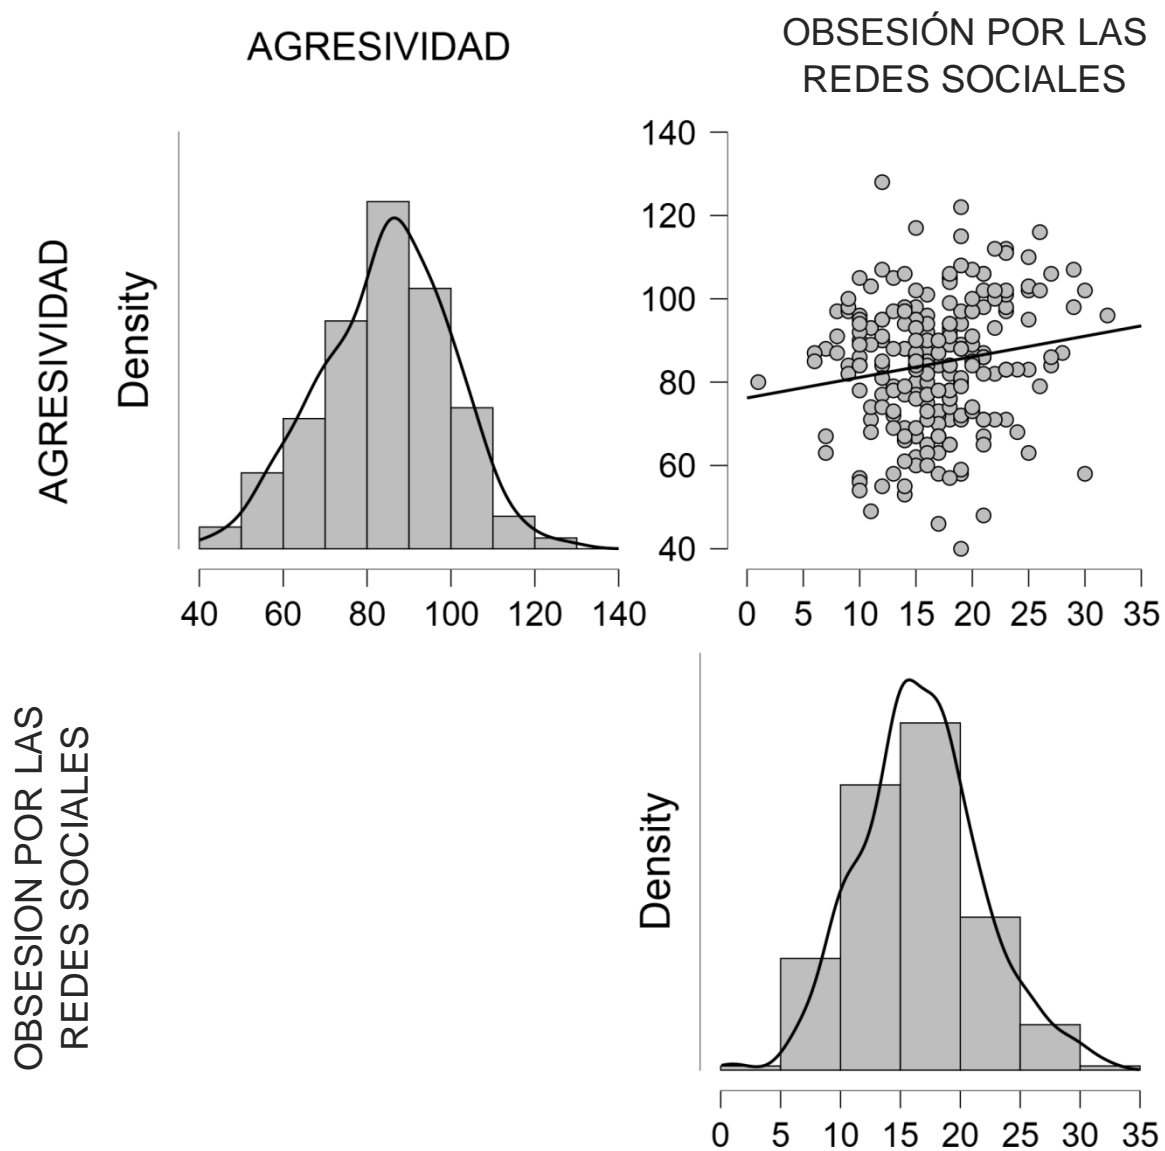 AGRESIVIDAD
OBSESIÓN POR LAS
REDES SOCIALES
AGRESIVIDAD
Density
140
120
100
80
60
40
40 60 80 100 120 140
0 5 10 15 20 25 30 35
OBSESION POR LAS
REDES SOCIALES
Density
0 5 10 15 20 25 30 35